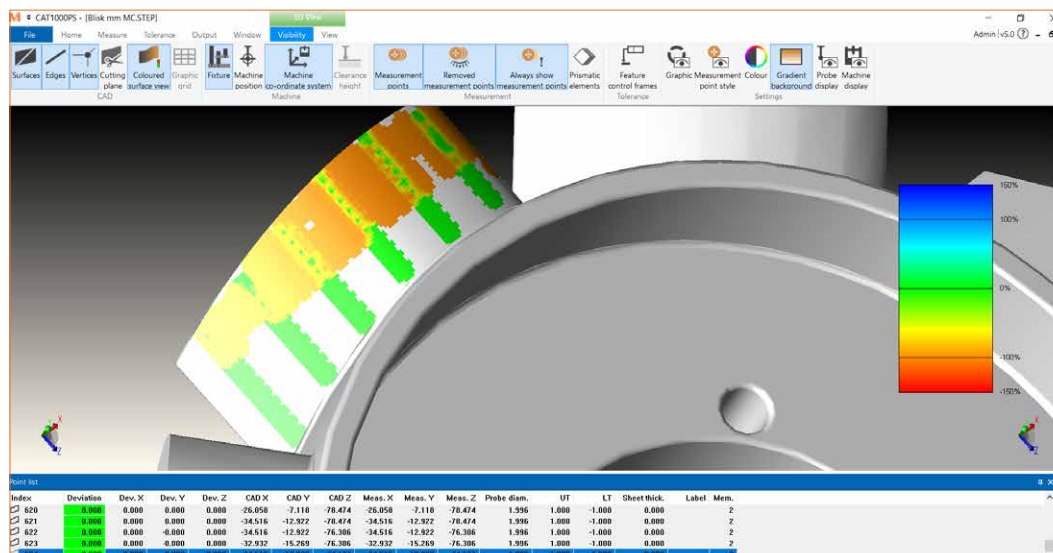 CAT1000PS - [Blisk mm MC.STEP]
3D View
File Home Measure Tolerance Output Window Visibility View
Admin | v5.0
Surfaces Edges Vertices Cutting plane Coloured surface view Graphic grid Fixture Machine position Machine co-ordinate system Clearance height Measurement points Removed measurement points Always show measurement points Prismatic elements Feature control frames Graphic Measurement point style Colour Gradient background Probe display Machine display
CAD Machine Measurement Tolerance Settings
150%
100%
0%
-100%
-150%
X
Z
X
Z
Point list
Index Deviation Dev. X Dev. Y Dev. Z CAD X CAD Y CAD Z Meas. X Meas. Y Meas. Z Probe diam. UT LT Sheet thick. Label Mem.
620 0.000 0.000 0.000 0.000 -26.058 -7.118 -78.474 -26.058 -7.118 -78.474 1.996 1.000 -1.000 0.000 2
621 0.000 0.000 0.000 0.000 -34.516 -12.922 -78.474 -34.516 -12.922 -78.474 1.996 1.000 -1.000 0.000 2
622 0.000 0.000 -0.000 0.000 -34.516 -12.922 -76.306 -34.516 -12.922 -76.306 1.996 1.000 -1.000 0.000 2
623 0.000 0.000 -0.000 0.000 -32.932 -15.269 -76.306 -32.932 -15.269 -76.306 1.996 1.000 -1.000 0.000 2